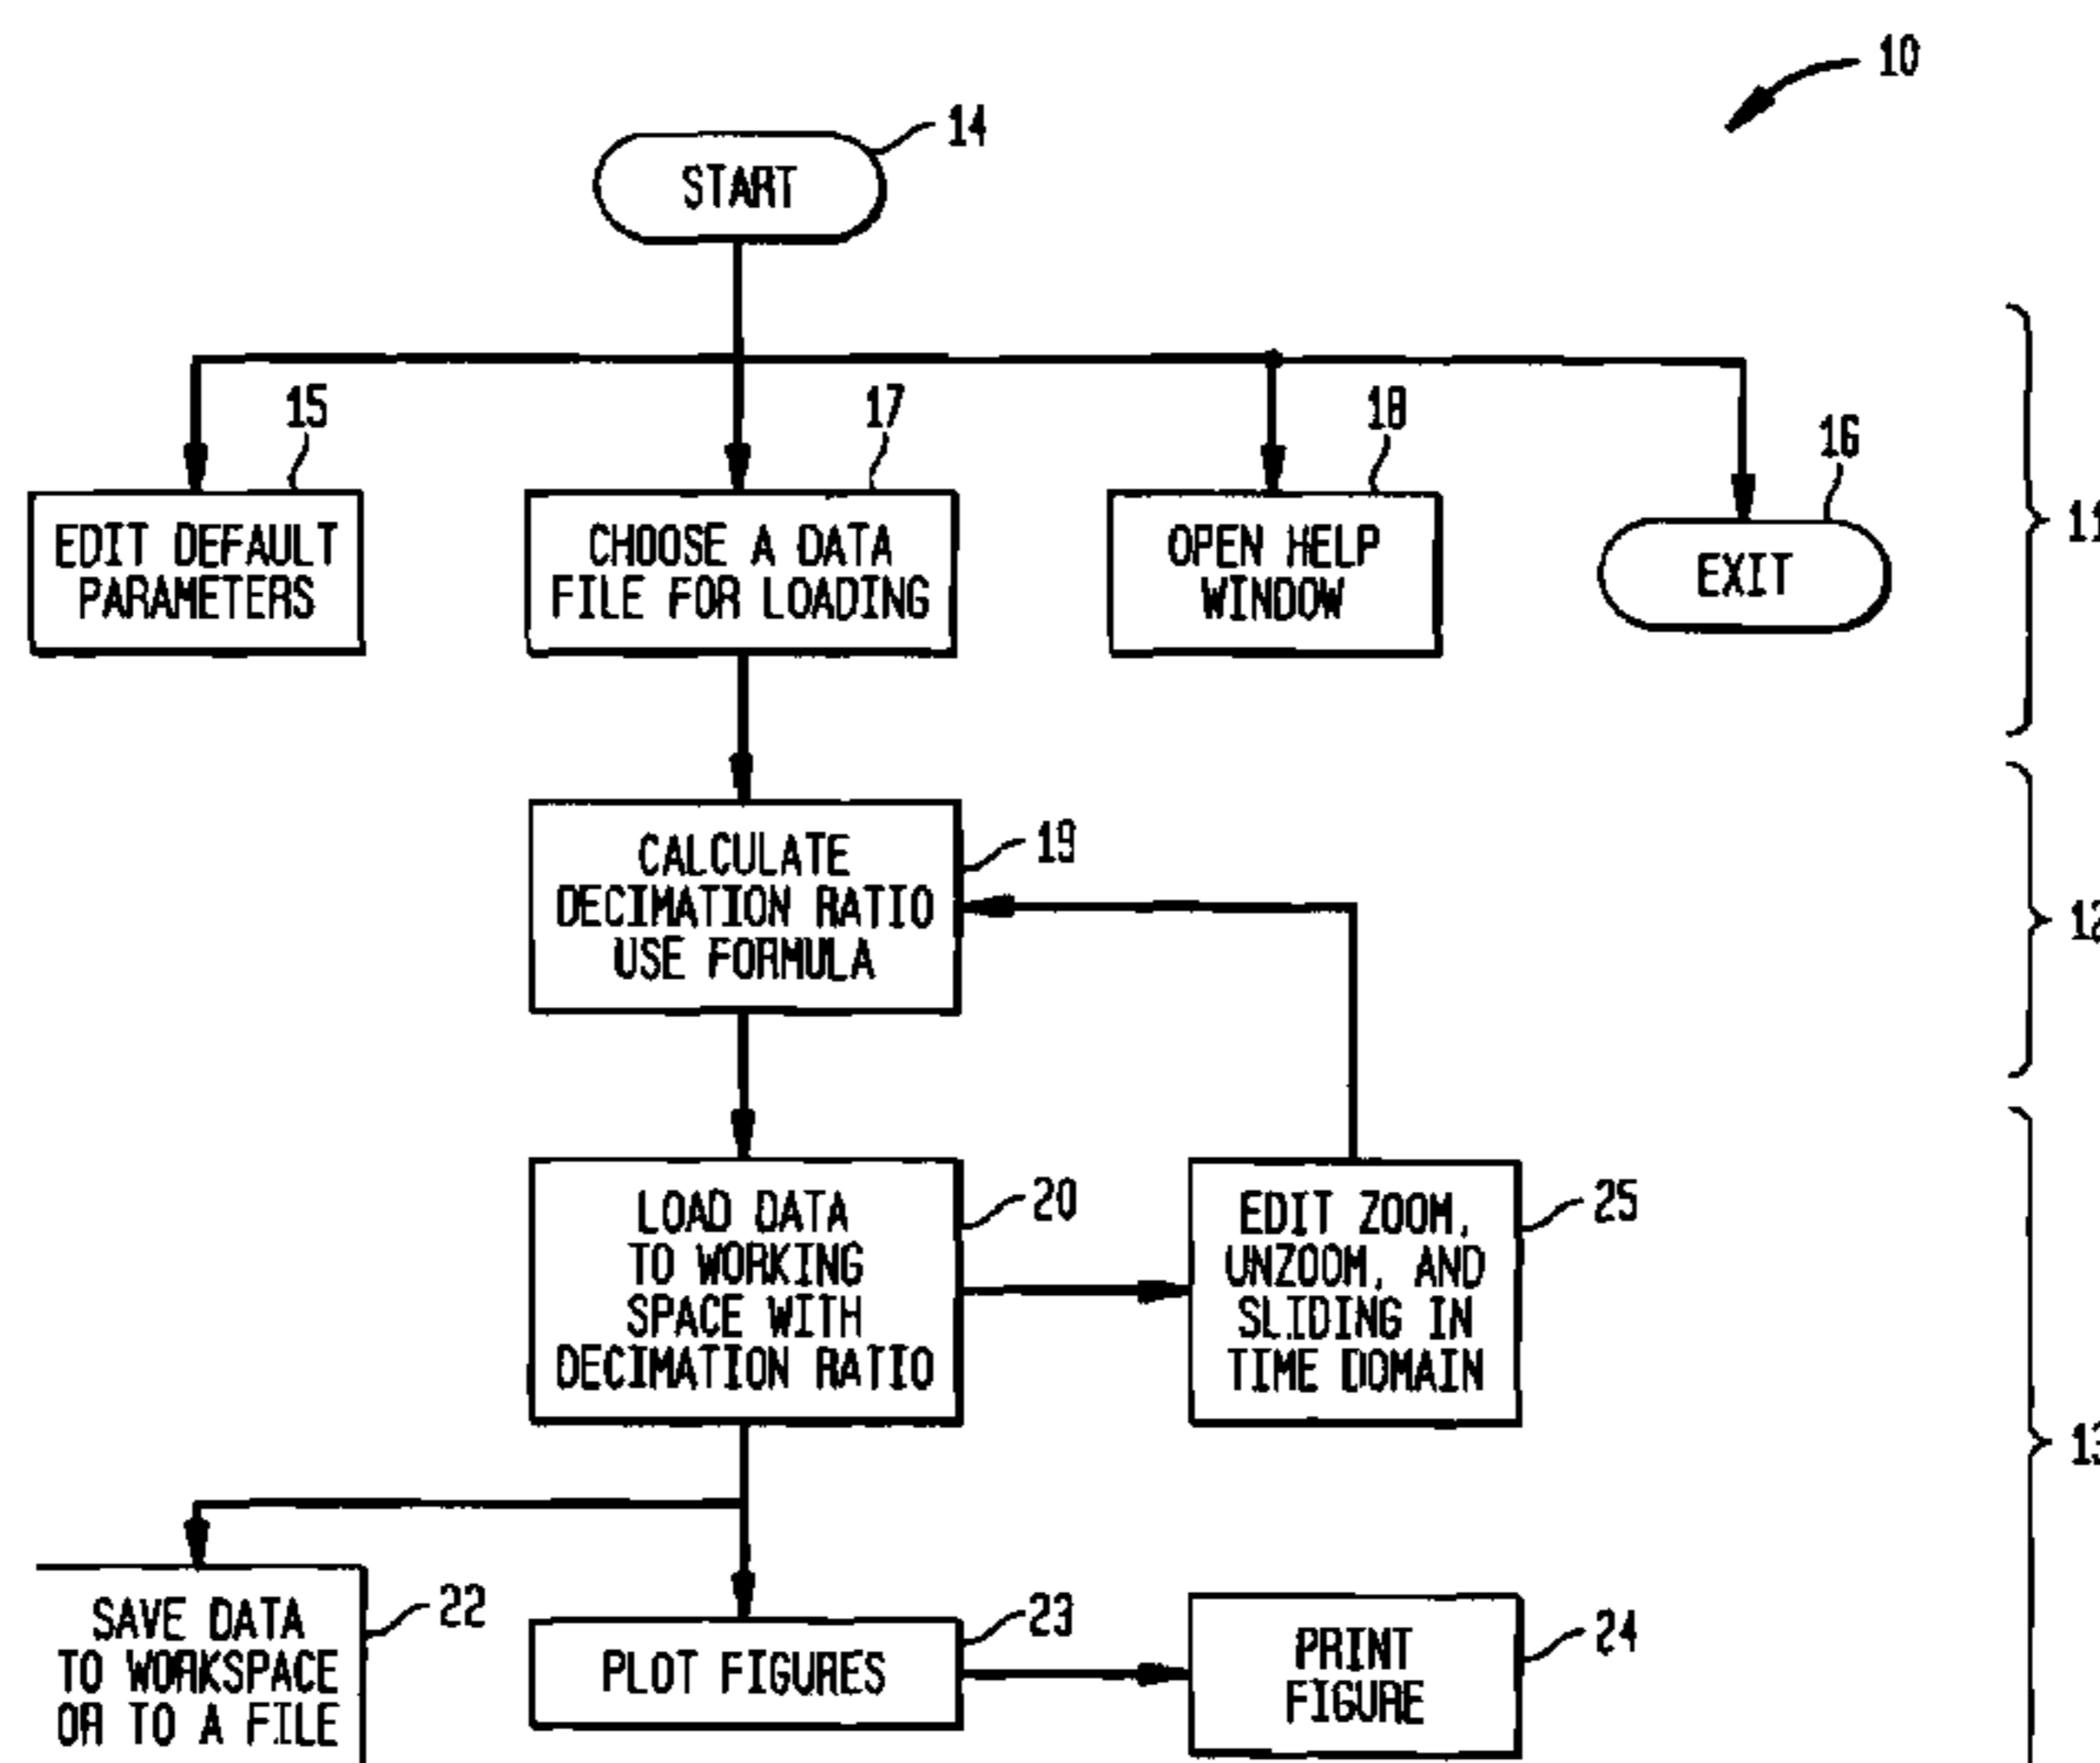 10
14
START
15
17
18
16
EDIT DEFAULT
PARAMETERS
CHOOSE A DATA
FILE FOR LOADING
OPEN HELP
WINDOW
EXIT
11
CALCULATE
DECIMATION RATIO
USE FORMULA
19
12
LOAD DATA
TO WORKING
SPACE WITH
DECIMATION RATIO
20
EDIT ZOOM,
UNZOOM, AND
SLIDING IN
TIME DOMAIN
25
13
SAVE DATA
TO WORKSPACE
OR TO A FILE
22
PLOT FIGURES
23
PRINT
FIGURE
24